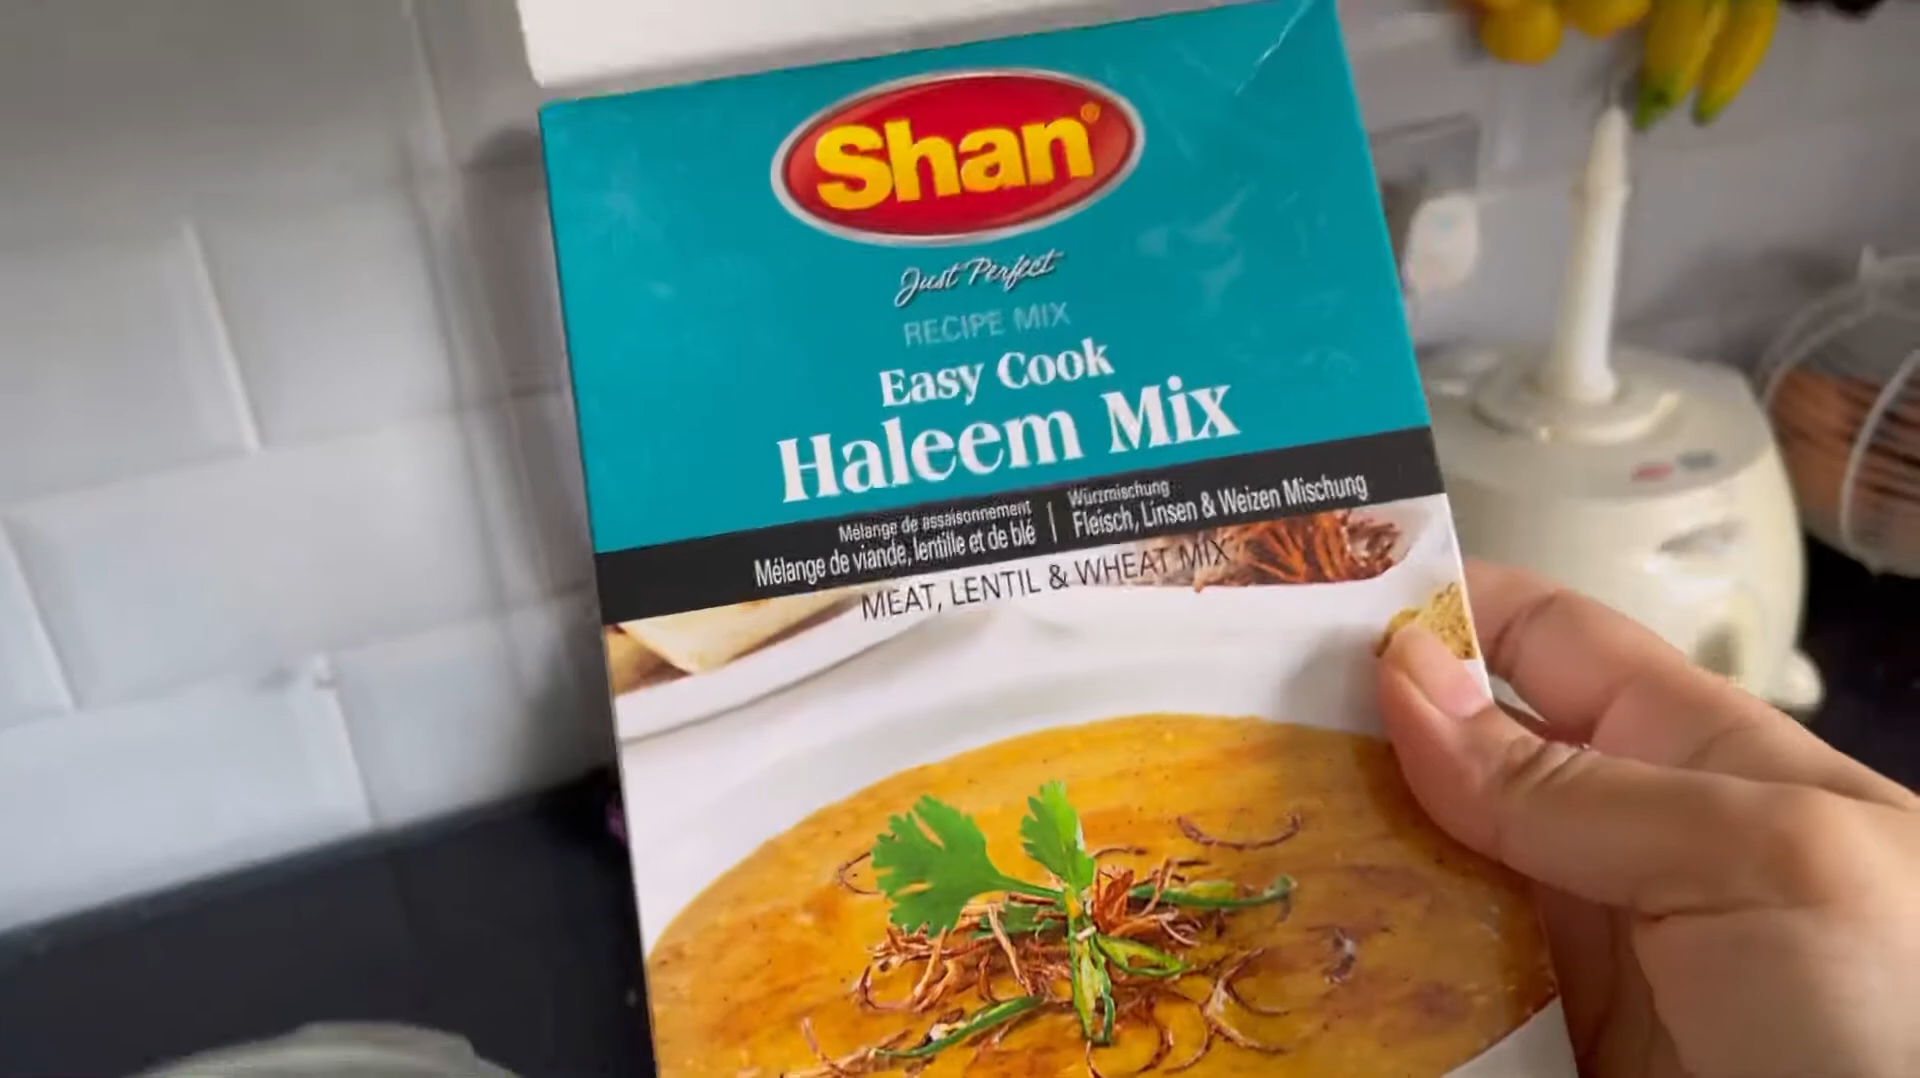 Shan®
Just Perfect
RECIPE MIX
Easy Cook
Haleem Mix
Mélange de assaisonnement
Mélange de viande, lentille et de blé
Würzmischung
Fleisch, Linsen & Weizen Mischung
MEAT, LENTIL & WHEAT MIX